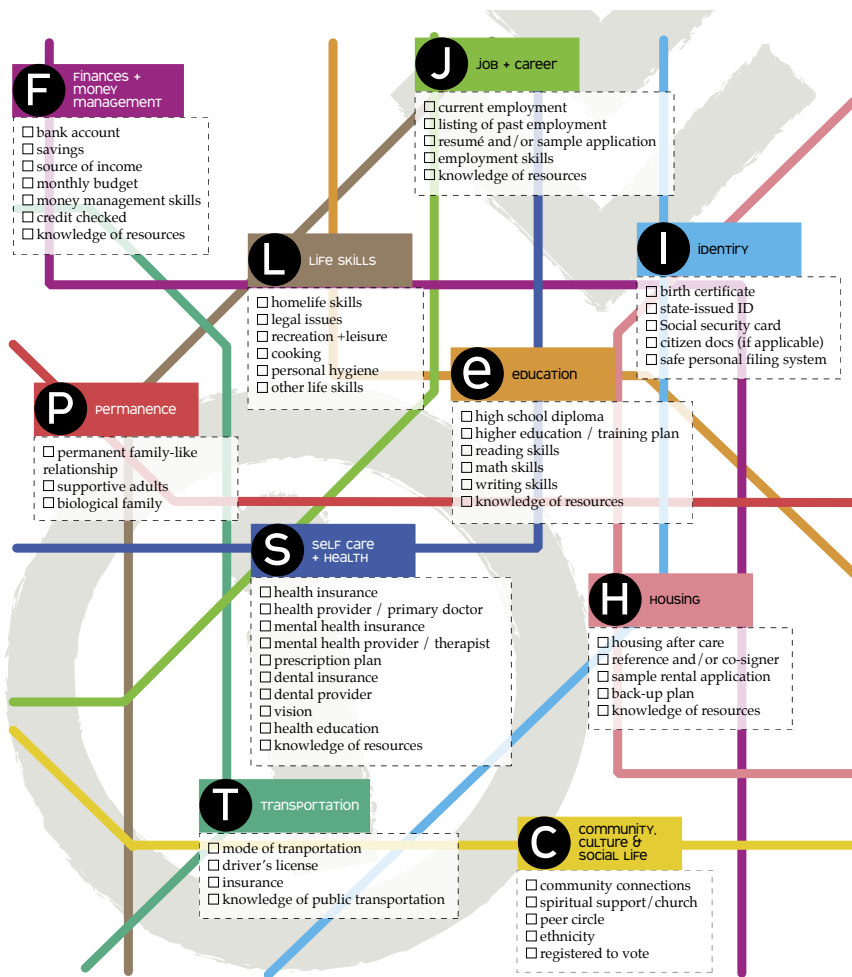 F
Finances +
Money
Management
☐ bank account
☐ savings
☐ source of income
☐ monthly budget
☐ money management skills
☐ credit checked
☐ knowledge of resources
J
Job + Career
☐ current employment
☐ listing of past employment
☐ resumé and/or sample application
☐ employment skills
☐ knowledge of resources
L
Life Skills
☐ homelife skills
☐ legal issues
☐ recreation +leisure
☐ cooking
☐ personal hygiene
☐ other life skills
I
Identity
☐ birth certificate
☐ state-issued ID
☐ Social security card
☐ citizen docs (if applicable)
☐ safe personal filing system
P
Permanence
☐ permanent family-like
relationship
☐ supportive adults
☐ biological family
e
Education
☐ high school diploma
☐ higher education / training plan
☐ reading skills
☐ math skills
☐ writing skills
☐ knowledge of resources
S
Self Care
+ Health
☐ health insurance
☐ health provider / primary doctor
☐ mental health insurance
☐ mental health provider / therapist
☐ prescription plan
☐ dental insurance
☐ dental provider
☐ vision
☐ health education
☐ knowledge of resources
H
Housing
☐ housing after care
☐ reference and/or co-signer
☐ sample rental application
☐ back-up plan
☐ knowledge of resources
T
Transportation
☐ mode of tranportation
☐ driver's license
☐ insurance
☐ knowledge of public transportation
C
Community,
Culture &
Social Life
☐ community connections
☐ spiritual support/church
☐ peer circle
☐ ethnicity
☐ registered to vote